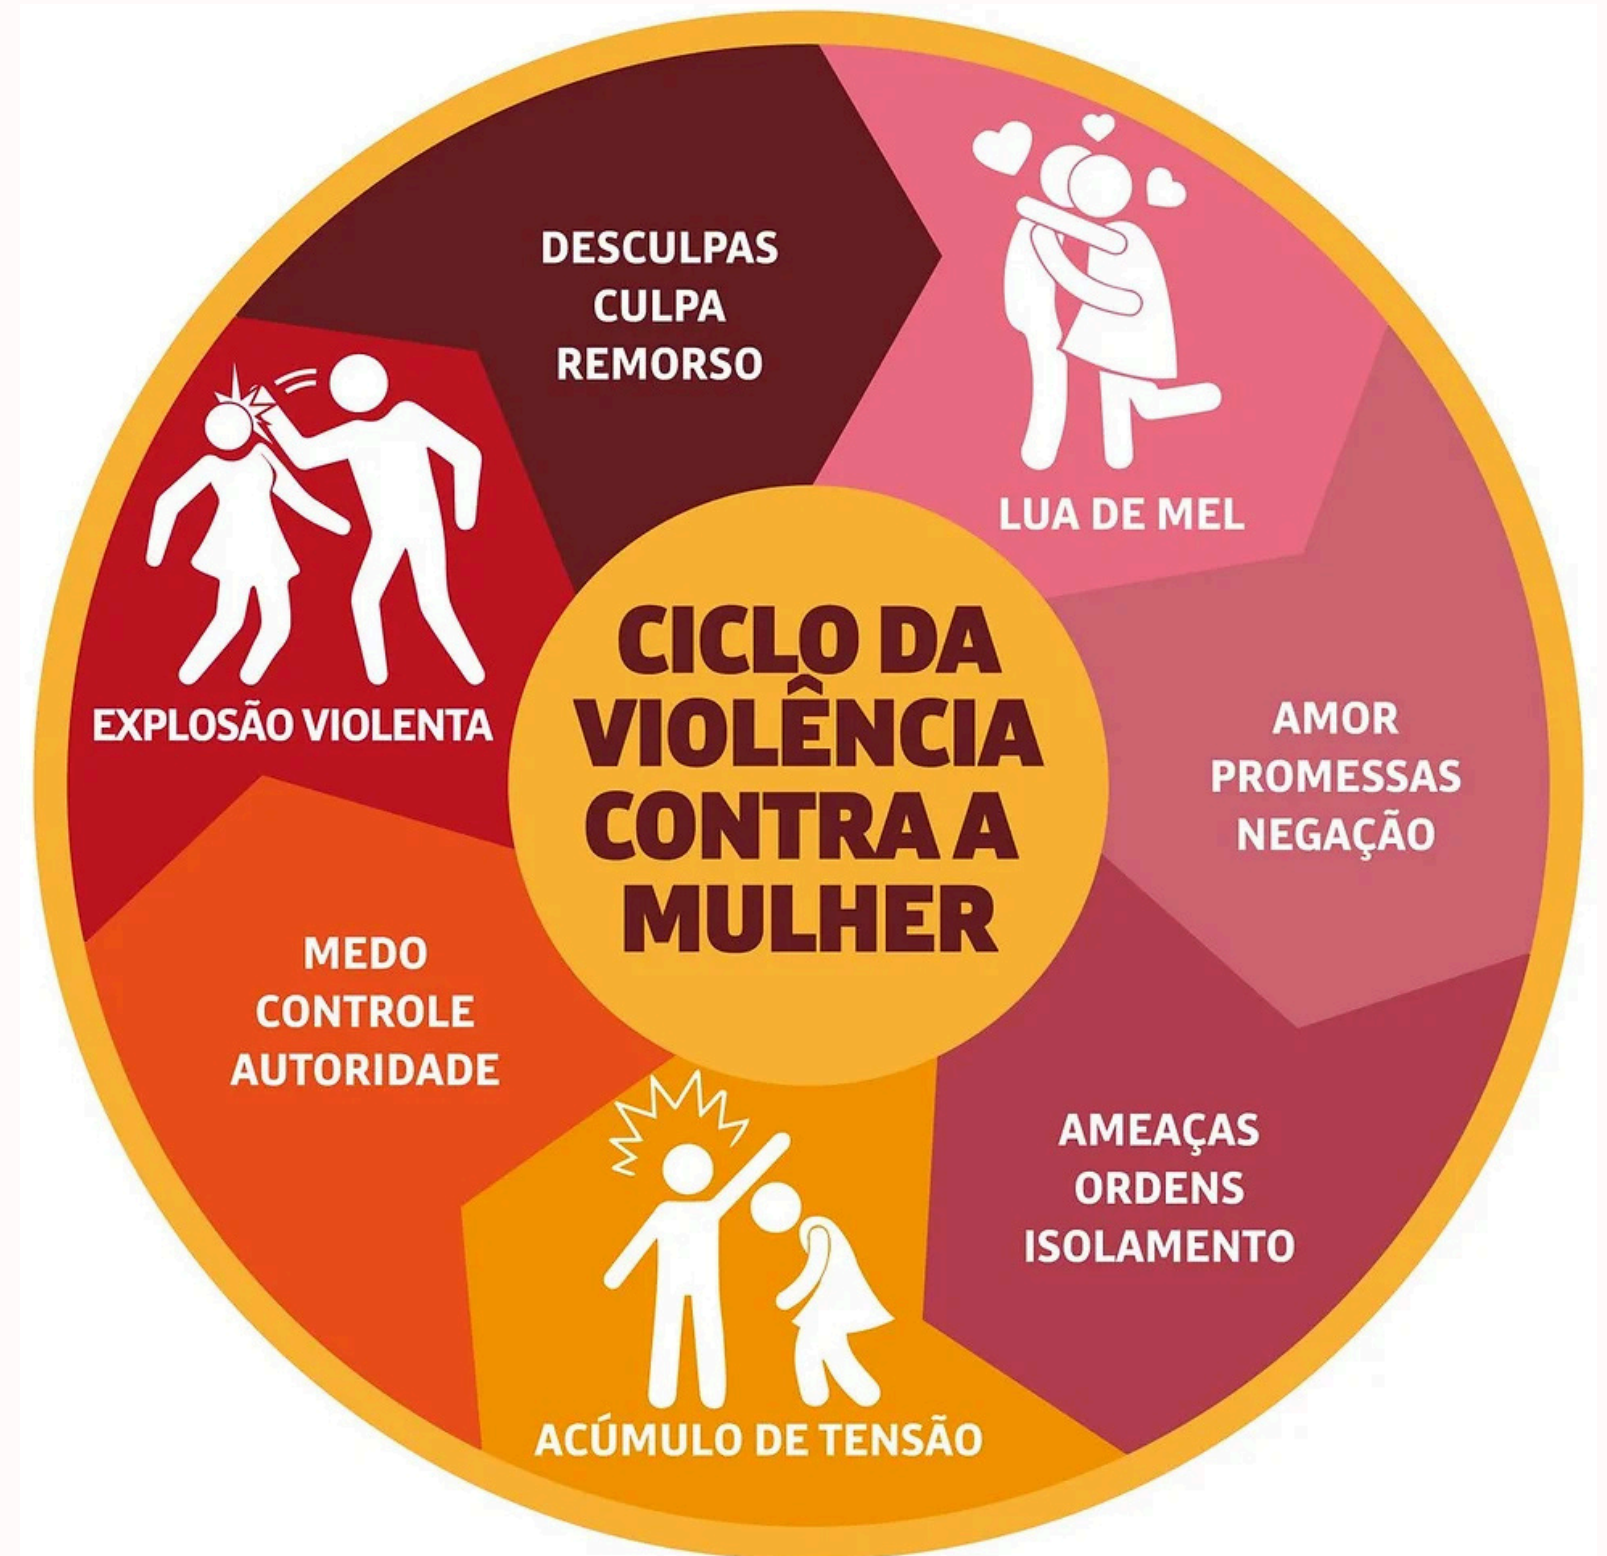 CICLO DA
VIOLÊNCIA
CONTRA A
MULHER
LUA DE MEL
AMOR
PROMESSAS
NEGAÇÃO
AMEAÇAS
ORDENS
ISOLAMENTO
ACÚMULO DE TENSÃO
MEDO
CONTROLE
AUTORIDADE
EXPLOSÃO VIOLENTA
DESCULPAS
CULPA
REMORSO